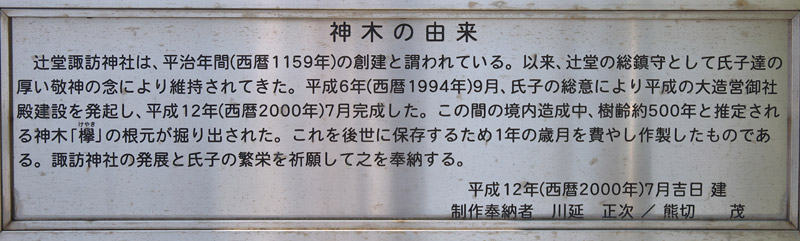 神木の由来
辻堂諏訪神社は、平治年間(西暦1159年)の創建と謂われている。以来、辻堂の総鎮守として氏子達の
厚い敬神の念により維持されてきた。平成6年(西暦1994年)9月、氏子の総意により平成の大造営御社
殿建設を発起し、平成12年(西暦2000年)7月完成した。この間の境内造成中、樹齢約500年と推定され
けやき
る神木「欅」の根元が掘り出された。これを後世に保存するため1年の歳月を費やし作製したものであ
る。諏訪神社の発展と氏子の繁栄を祈願して之を奉納する。
平成12年(西暦2000年)7月吉日 建
制作奉納者 川延 正次 / 熊切 茂